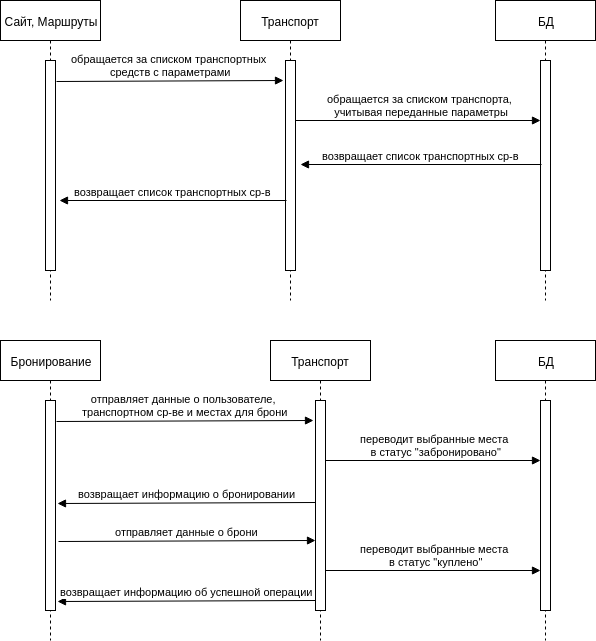 Сайт, Маршруты
Транспорт
БД
обращается за списком транспортных
средств с параметрами
обращается за списком транспорта,
учитывая переданные параметры
возвращает список транспортных ср-в
возвращает список транспортных ср-в
Бронирование
Транспорт
БД
отправляет данные о пользователе,
транспортном ср-ве и местах для брони
переводит выбранные места
в статус "забронировано"
возвращает информацию о бронировании
отправляет данные о брони
переводит выбранные места
в статус "куплено"
возвращает информацию об успешной операции